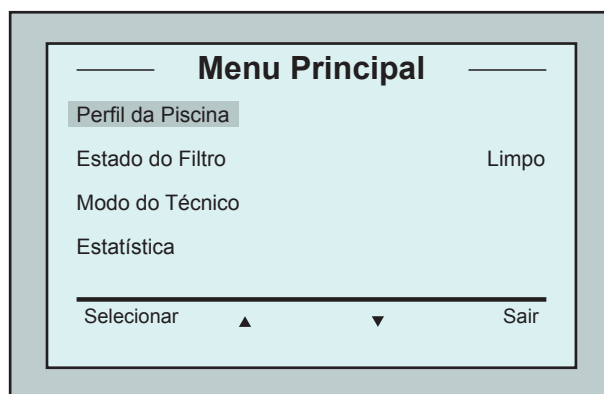 Menu Principal
Perfil da Piscina
Estado do Filtro Limpo
Modo do Técnico
Estatística
Selecionar ▲ ▼ Sair